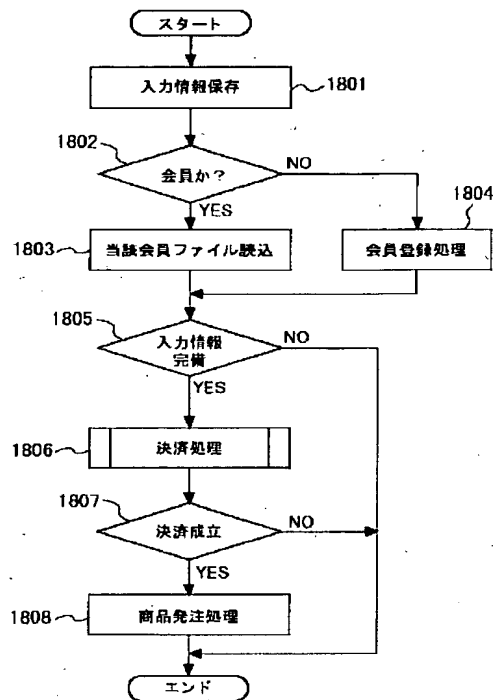 スタート
入力情報保存
1801
1802
会員か?
NO
YES
1804
1803
当該会員ファイル読込
会員登録処理
1805
入力情報
完備
NO
YES
1806
決済処理
1807
決済成立
NO
YES
1808
商品発注処理
エンド